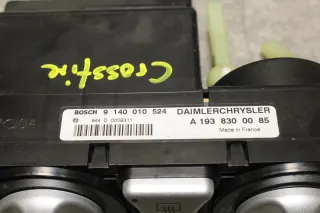 Crossfire
BOSCH 9 140 010 524 DAIMLERCHRYSLER
A 193 830 00 85
Made in France